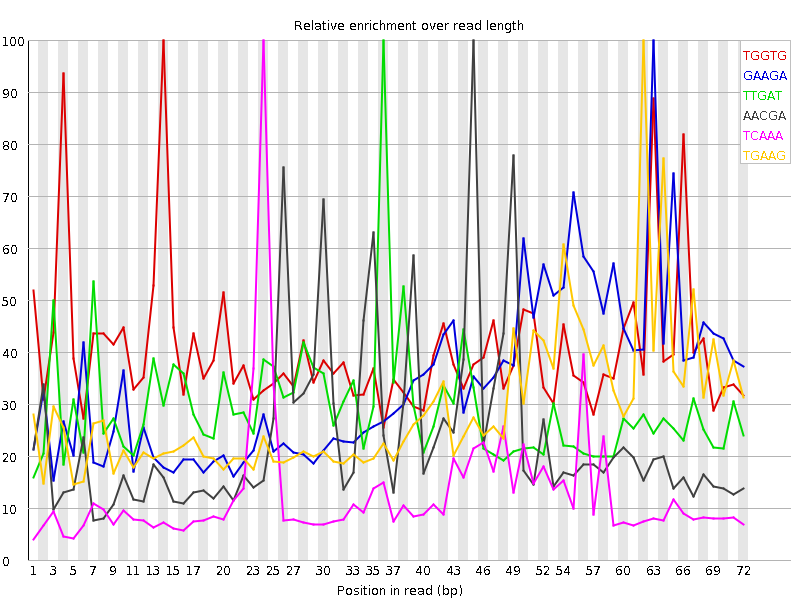 Relative enrichment over read length
100
90
80
70
60
50
40
30
20
10
0
TGGTG
GAAGA
TTGAT
AACGA
TCAAA
TGAAG
1 3 5 7 9 11 13 15 17 20 23 25 27 30 33 35 37 40 43 46 49 52 54 57 60 63 66 69 72
Position in read (bp)